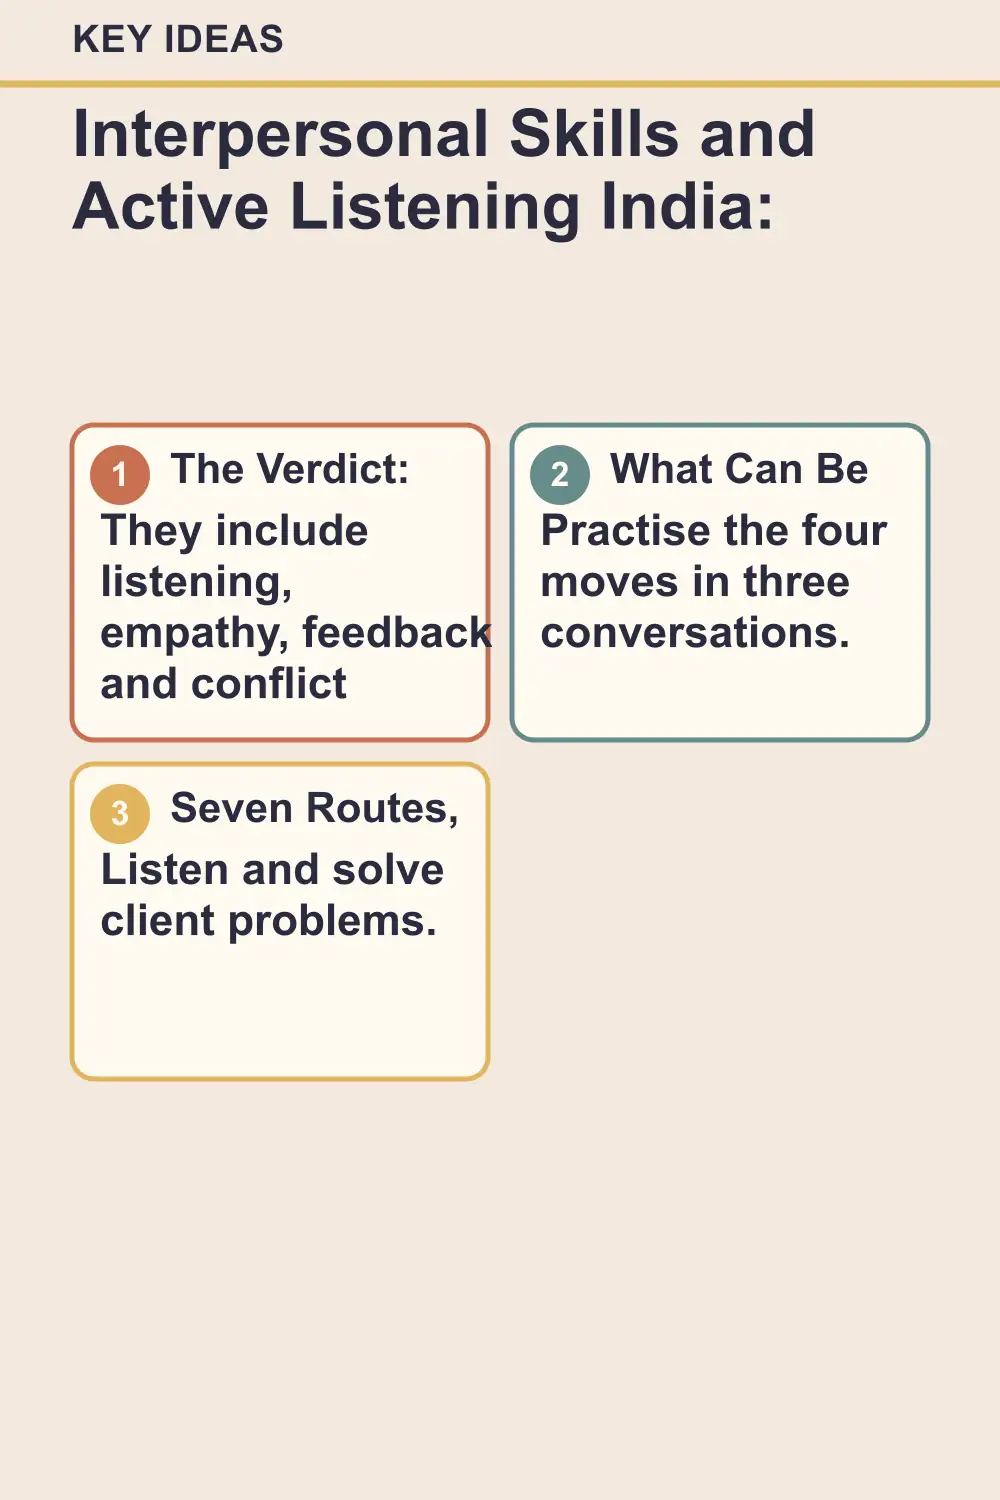 KEY IDEAS
Interpersonal Skills and
Active Listening India:
1 The Verdict:
They include
listening,
empathy, feedback
and conflict
2 What Can Be
Practise the four
moves in three
conversations.
3 Seven Routes,
Listen and solve
client problems.